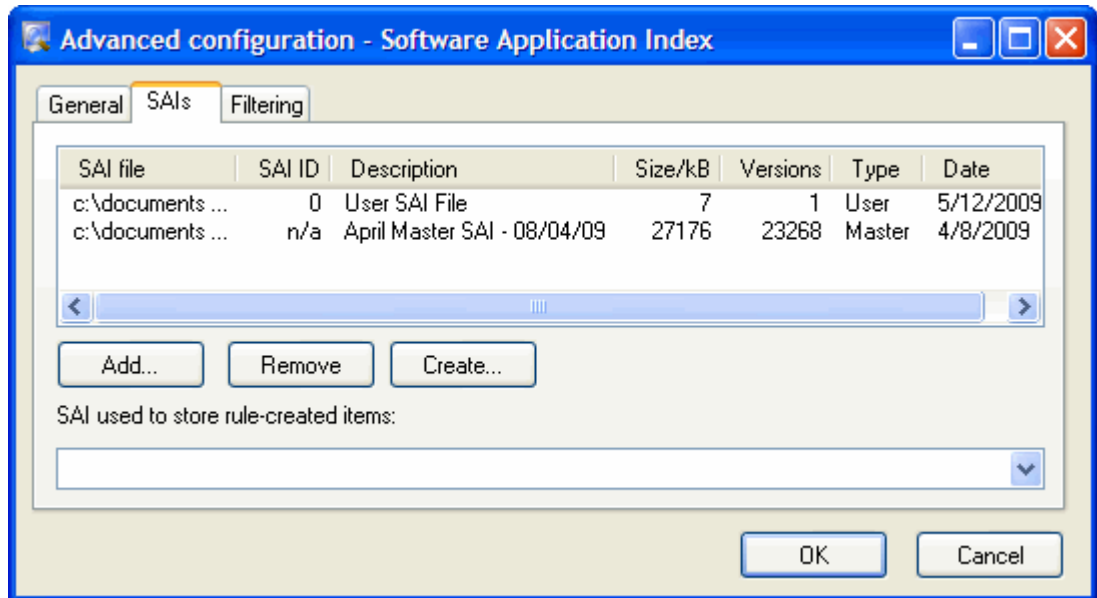 Advanced configuration - Software Application Index
General SAIs Filtering
SAI file SAI ID Description Size/kB Versions Type Date
c:\documents ... 0 User SAI File 7 1 User 5/12/2009
c:\documents ... n/a April Master SAI - 08/04/09 27176 23268 Master 4/8/2009
Add... Remove Create...
SAI used to store rule-created items:
OK Cancel